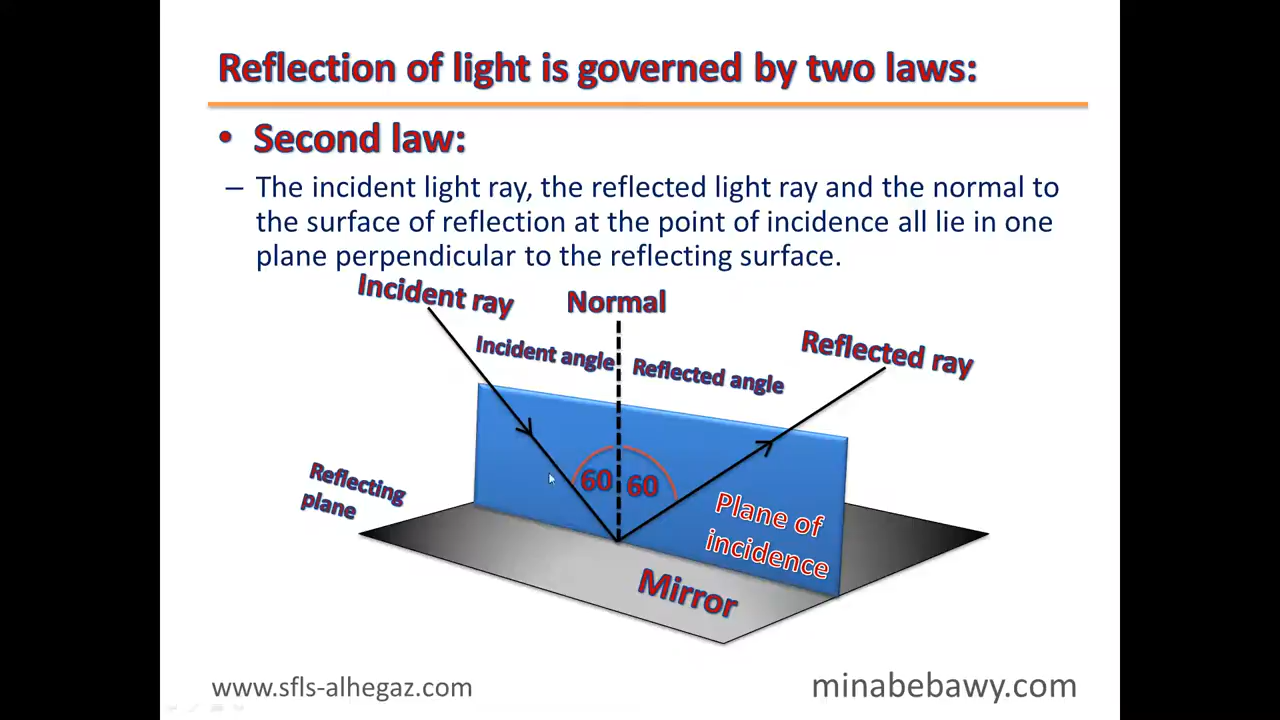 Reflection of light is governed by two laws:
• Second law:
– The incident light ray, the reflected light ray and the normal to
the surface of reflection at the point of incidence all lie in one
plane perpendicular to the reflecting surface.
Incident ray
Normal
Incident angle
Reflected angle
Reflected ray
60
60
Reflecting
plane
Plane of
incidence
Mirror
www.sfls-alhegaz.com
minabebawy.com